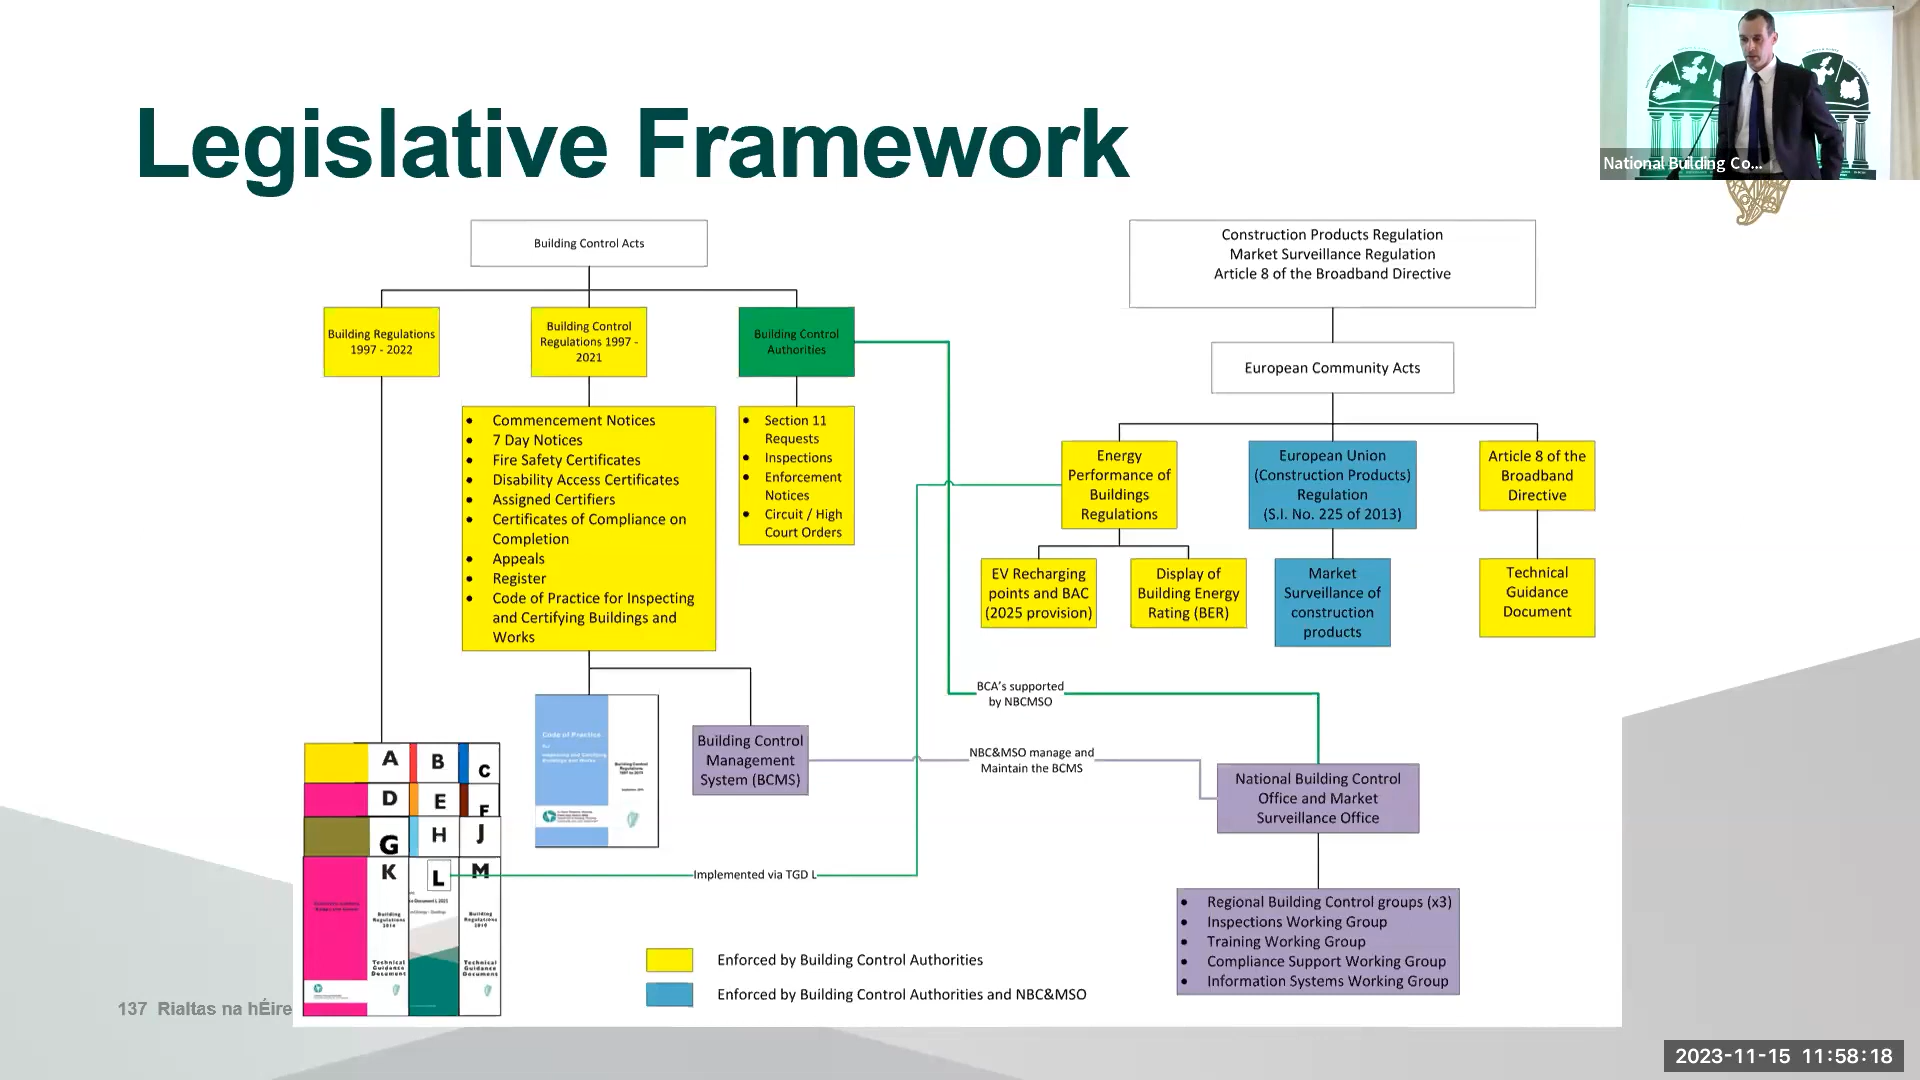 Legislative Framework
National Building Co...
Building Control Acts
Building Regulations
1997 - 2022
Building Control
Regulations 1997 -
2021
Building Control
Authorities
• Commencement Notices
• 7 Day Notices
• Fire Safety Certificates
• Disability Access Certificates
• Assigned Certifiers
• Certificates of Compliance on
Completion
• Appeals
• Register
• Code of Practice for Inspecting
and Certifying Buildings and
Works
• Section 11
Requests
• Inspections
• Enforcement
Notices
• Circuit / High
Court Orders
Construction Products Regulation
Market Surveillance Regulation
Article 8 of the Broadband Directive
European Community Acts
Energy
Performance of
Buildings
Regulations
European Union
(Construction Products)
Regulation
(S.I. No. 225 of 2013)
Article 8 of the
Broadband
Directive
EV Recharging
points and BAC
(2025 provision)
Display of
Building Energy
Rating (BER)
Market
Surveillance of
construction
products
Technical
Guidance
Document
BCA's supported
by NBCMSO
NBC&MSO manage and
Maintain the BCMS
Building Control
Management
System (BCMS)
National Building Control
Office and Market
Surveillance Office
• Regional Building Control groups (x3)
• Inspections Working Group
• Training Working Group
• Compliance Support Working Group
• Information Systems Working Group
Code of Practice
Building Control
Regulations
A B C
D E F
G H J
K L M
Building
Regulations
Technical
Guidance
Document
Building
Regulations
Technical
Guidance
Document
Implemented via TGD L
Enforced by Building Control Authorities
Enforced by Building Control Authorities and NBC&MSO
137 Rialtas na hÉire
2023-11-15 11:58:18